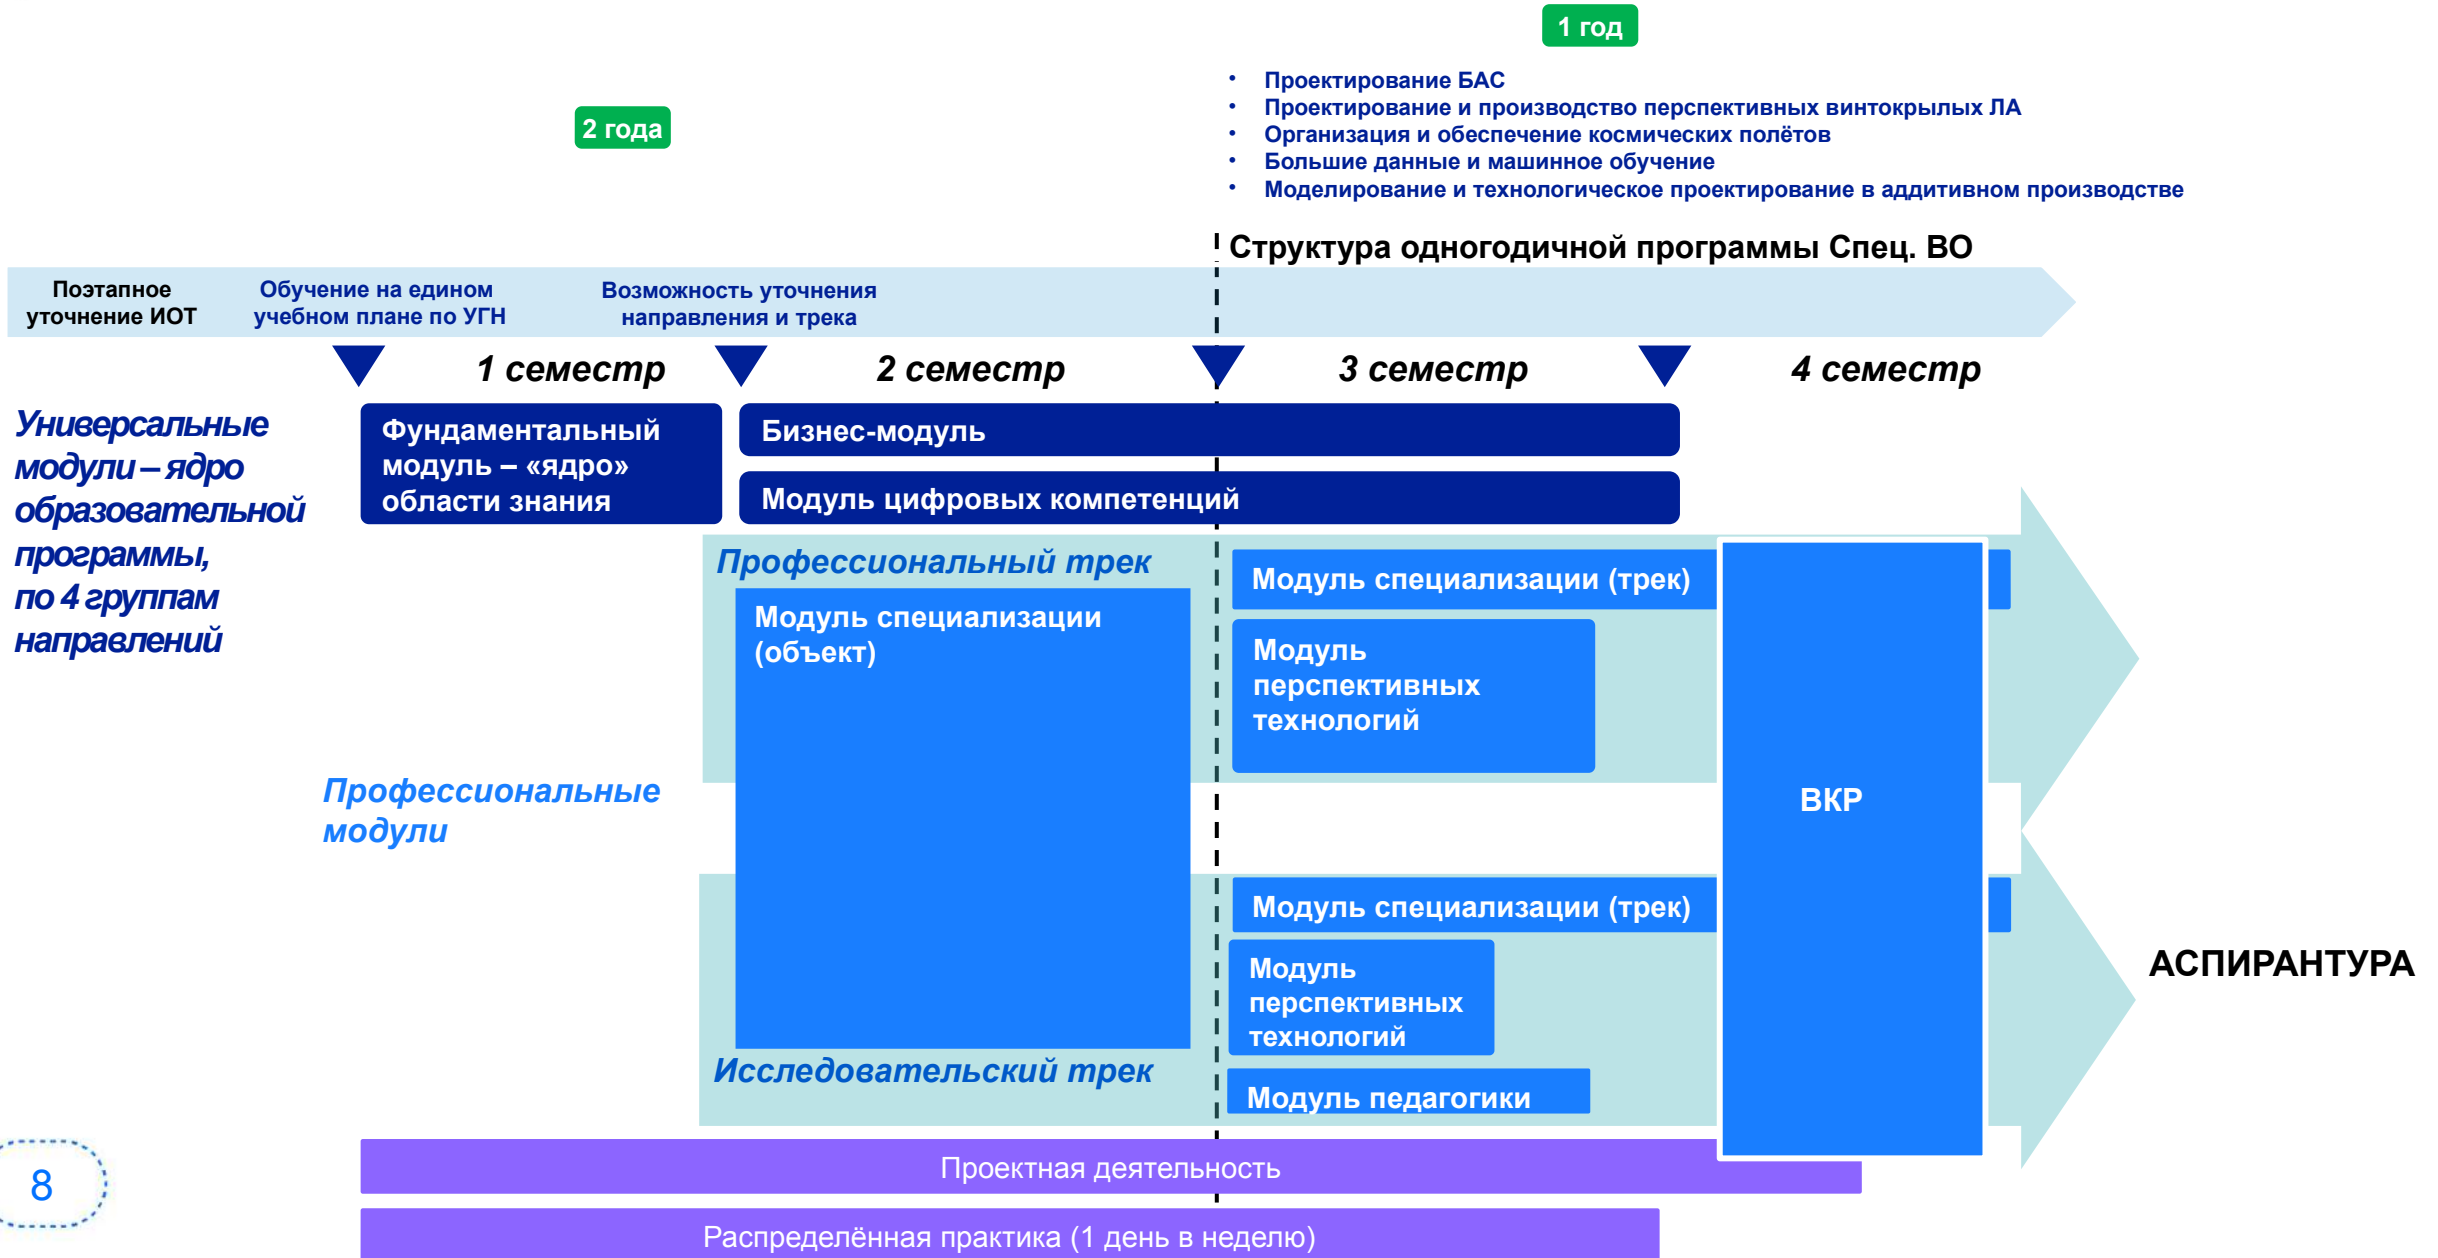 1 год
2 года
• Проектирование БАС
• Проектирование и производство перспективных винтокрылых ЛА
• Организация и обеспечение космических полётов
• Большие данные и машинное обучение
• Моделирование и технологическое проектирование в аддитивном производстве
Структура одногодичной программы Спец. ВО
Поэтапное
уточнение ИОТ
Обучение на едином
учебном плане по УГН
Возможность уточнения
направления и трека
1 семестр
2 семестр
3 семестр
4 семестр
Универсальные
модули – ядро
образовательной
программы,
по 4 группам
направлений
Фундаментальный
модуль – «ядро»
области знания
Бизнес-модуль
Модуль цифровых компетенций
Профессиональный трек
Модуль специализации
(объект)
Модуль специализации (трек)
Модуль
перспективных
технологий
Профессиональные
модули
ВКР
Модуль специализации (трек)
Модуль
перспективных
технологий
Исследовательский трек
Модуль педагогики
АСПИРАНТУРА
Проектная деятельность
8
Распределённая практика (1 день в неделю)